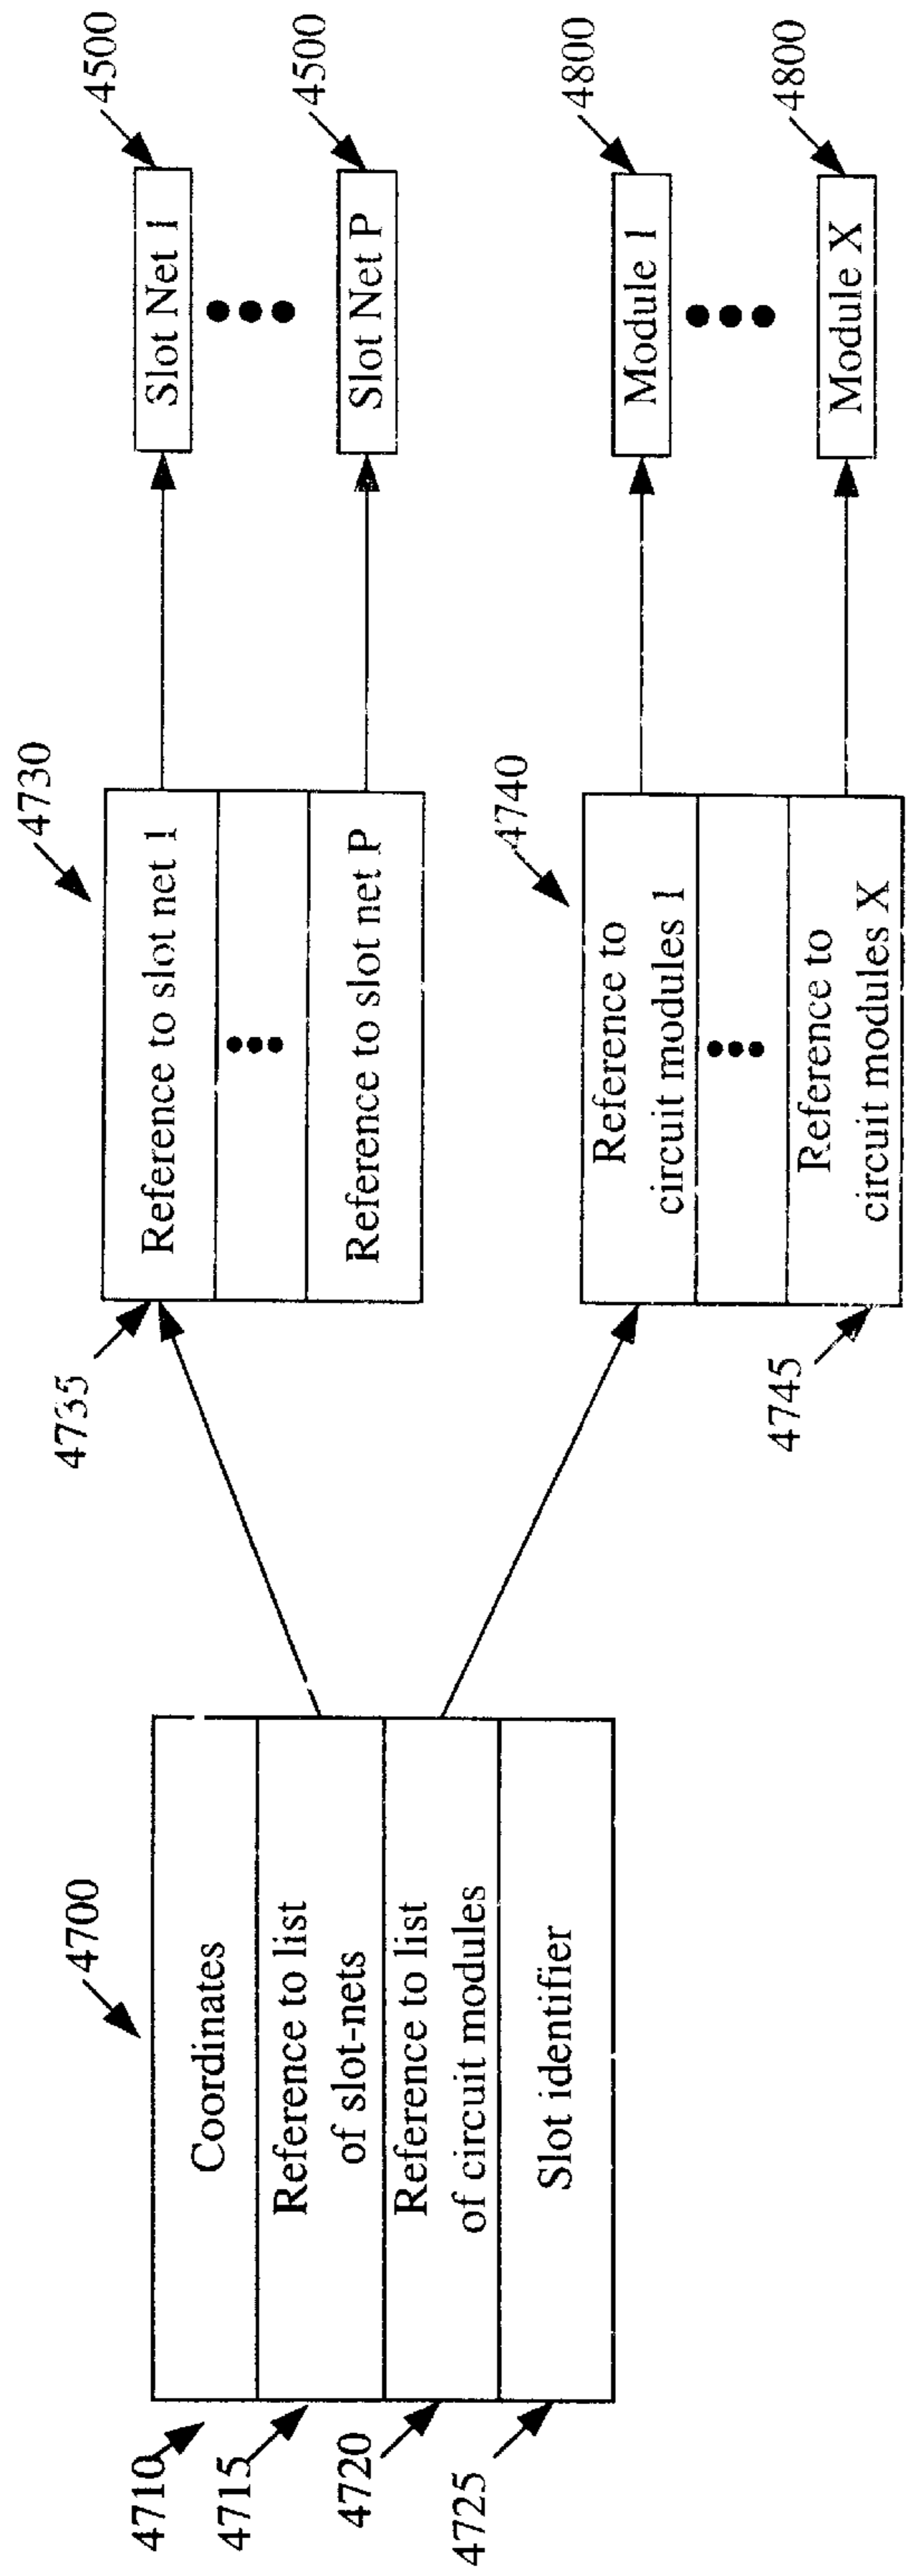 4700
4710
Coordinates
4715
Reference to list
of slot-nets
4720
Reference to list
of circuit modules
4725
Slot identifier
4730
4735
Reference to slot net 1
Reference to slot net P
4740
Reference to
circuit modules 1
Reference to
circuit modules X
4745
4500
Slot Net 1
4500
Slot Net P
4800
Module 1
4800
Module X